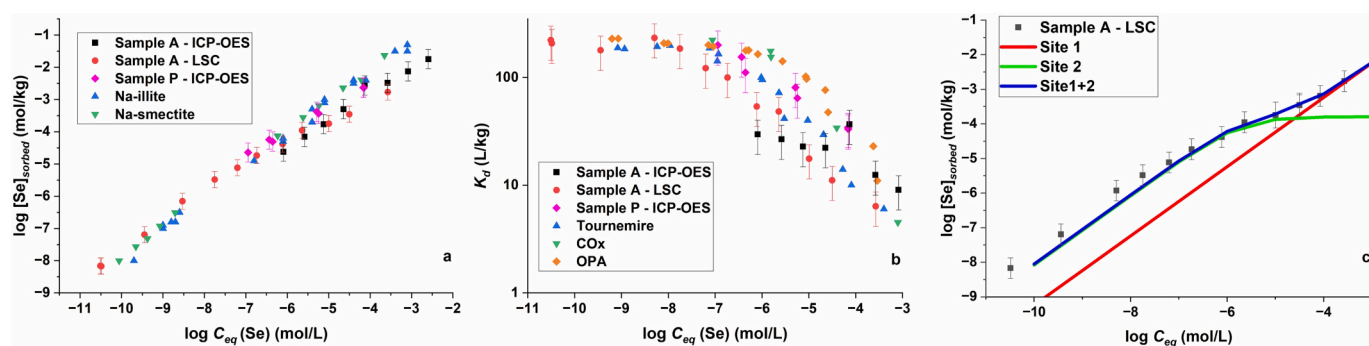 log [Se]sorbed (mol/kg)
−1
−2
−3
−4
−5
−6
−7
−8
−9
Sample A - ICP-OES
Sample A - LSC
Sample P - ICP-OES
Na-illite
Na-smectite
a
−11 −10 −9 −8 −7 −6 −5 −4 −3 −2
log Ceq (Se) (mol/L)
Kd (L/kg)
100
10
1
Sample A - ICP-OES
Sample A - LSC
Sample P - ICP-OES
Tournemire
COx
OPA
b
−11 −10 −9 −8 −7 −6 −5 −4 −3
log Ceq (Se) (mol/L)
log [Se]sorbed (mol/kg)
−1
−2
−3
−4
−5
−6
−7
−8
−9
Sample A - LSC
Site 1
Site 2
Site1+2
c
−10 −8 −6 −4
log Ceq (mol/L)